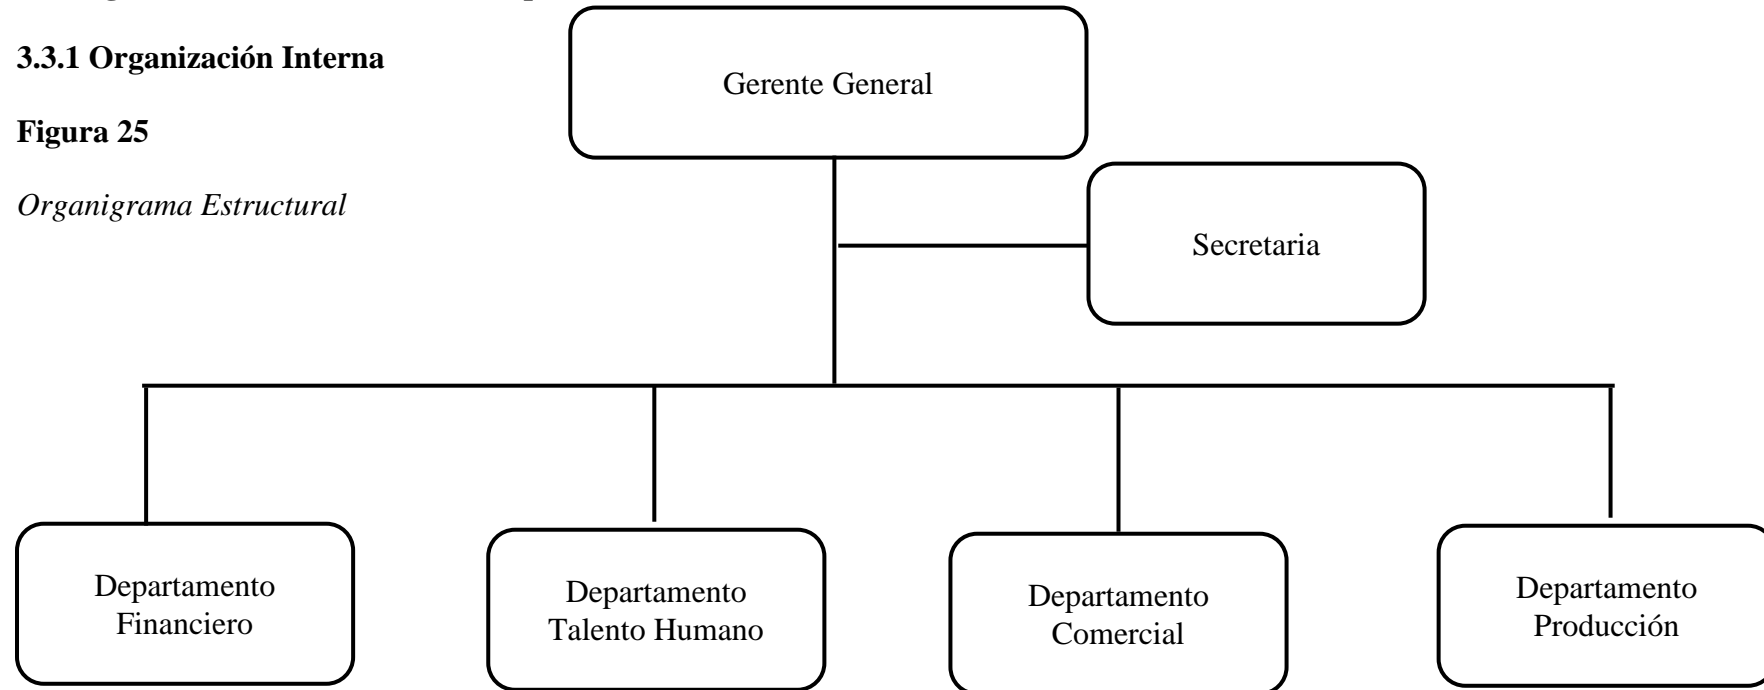 3.3.1 Organización Interna
Figura 25
Organigrama Estructural
Gerente General
Secretaria
Departamento
Financiero
Departamento
Talento Humano
Departamento
Comercial
Departamento
Producción